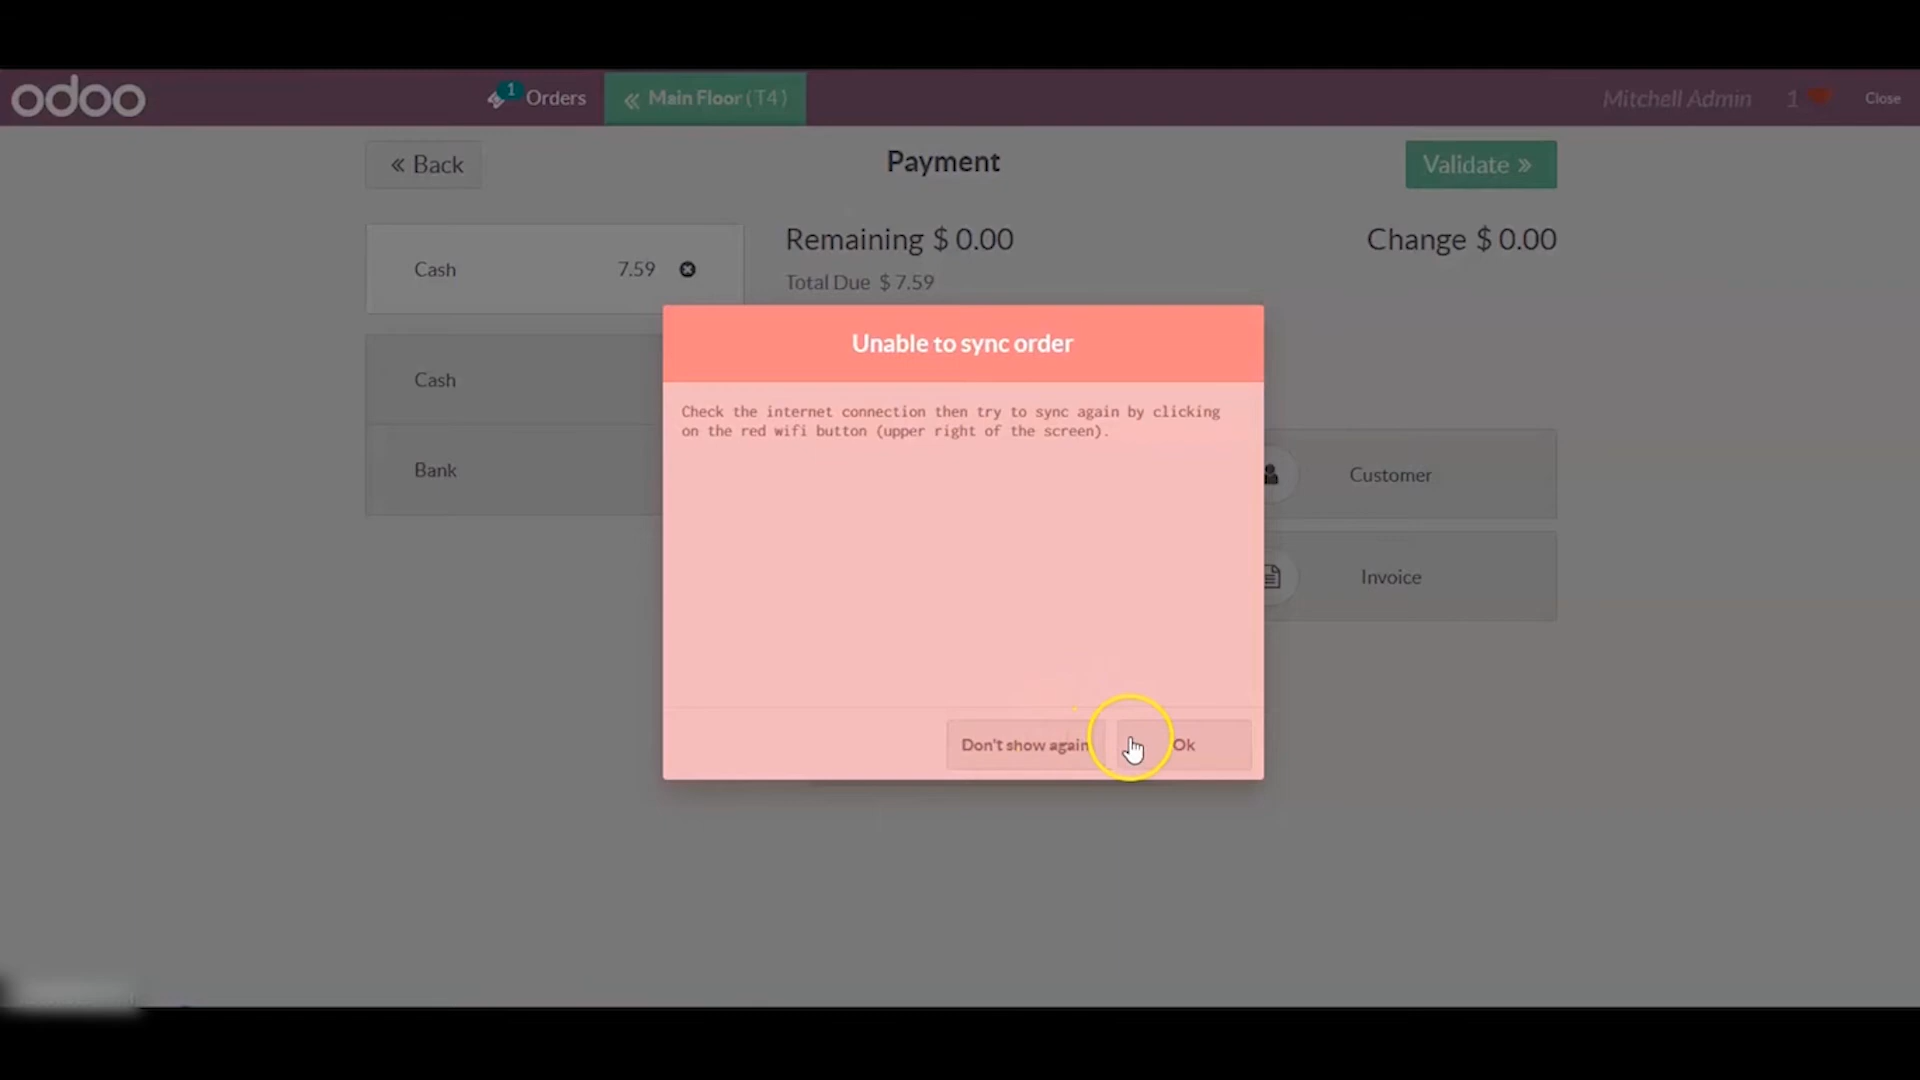 odoo
1 Orders
« Main Floor (T4)
Mitchell Admin
1
Close
« Back
Payment
Validate »
Cash 7.59
Remaining $ 0.00
Change $ 0.00
Total Due $ 7.59
Cash
Bank
Unable to sync order
Check the internet connection then try to sync again by clicking
on the red wifi button (upper right of the screen).
Customer
Invoice
Don't show again
Ok